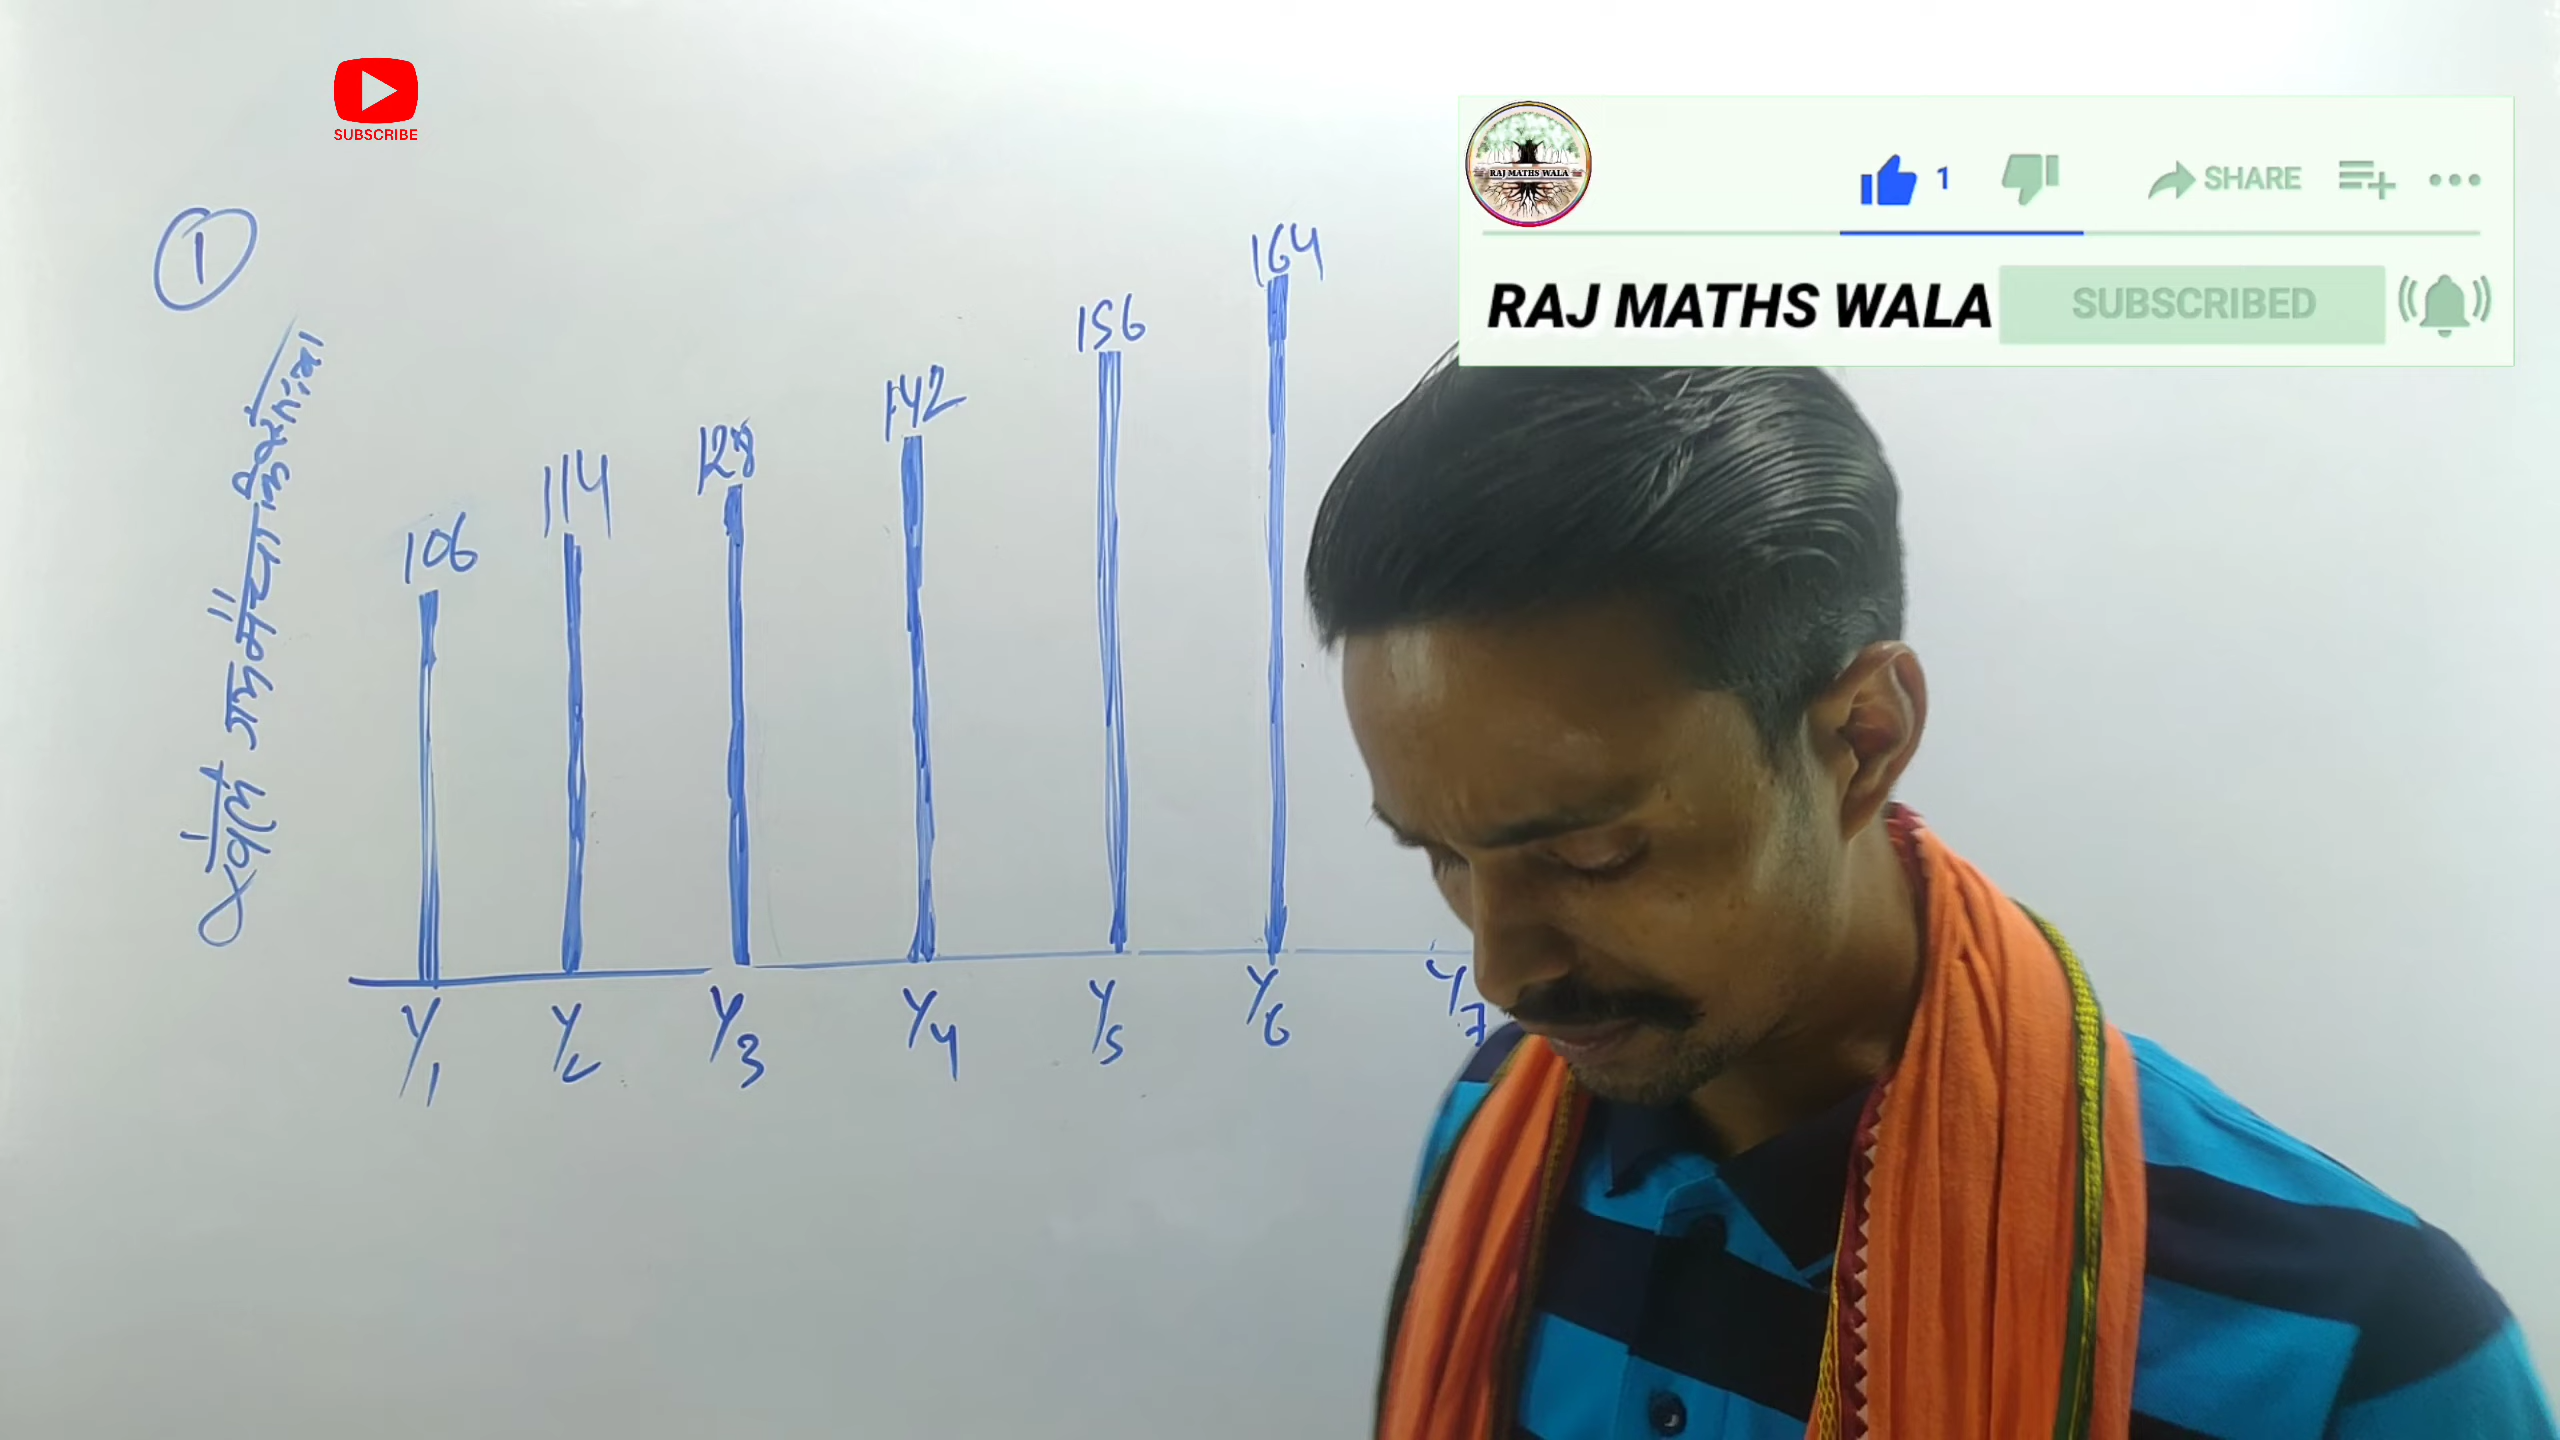 SUBSCRIBE
RAJ MATHS WALA
1
SHARE
RAJ MATHS WALA
SUBSCRIBED
1
106
114
128
142
156
164
Y1
Y2
Y3
Y4
Y5
Y6
Y7